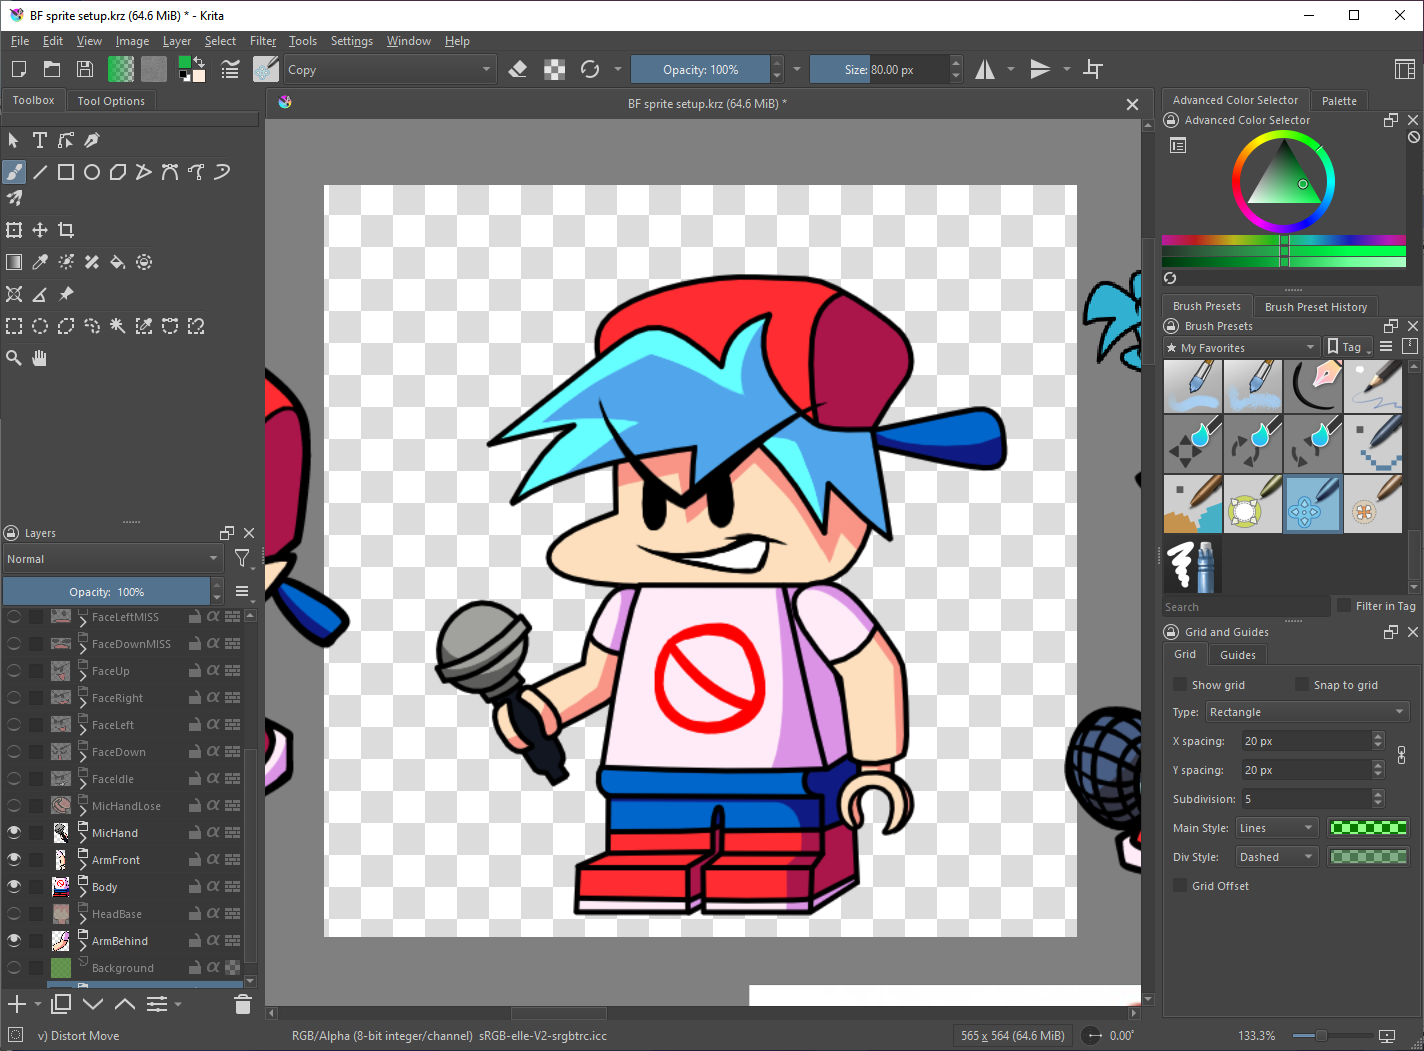 BF sprite setup.krz (64.6 MiB) * - Krita
File Edit View Image Layer Select Filter Tools Settings Window Help
Copy
Opacity: 100%
Size: 80.00 px
Toolbox
Tool Options
BF sprite setup.krz (64.6 MiB) *
Advanced Color Selector
Palette
Advanced Color Selector
Brush Presets
Brush Preset History
Brush Presets
My Favorites
Tag
Search
Filter in Tag
Grid and Guides
Grid
Guides
Show grid
Snap to grid
Type: Rectangle
X spacing: 20 px
Y spacing: 20 px
Subdivision: 5
Main Style: Lines
Div Style: Dashed
Grid Offset
Layers
Normal
Opacity: 100%
FaceLeftMISS
FaceDownMISS
FaceUp
FaceRight
FaceLeft
FaceDown
FaceIdle
MicHandLose
MicHand
ArmFront
Body
HeadBase
ArmBehind
Background
v) Distort Move
RGB/Alpha (8-bit integer/channel) sRGB-elle-V2-srgbtrc.icc
565 x 564 (64.6 MiB)
0.00°
133.3%